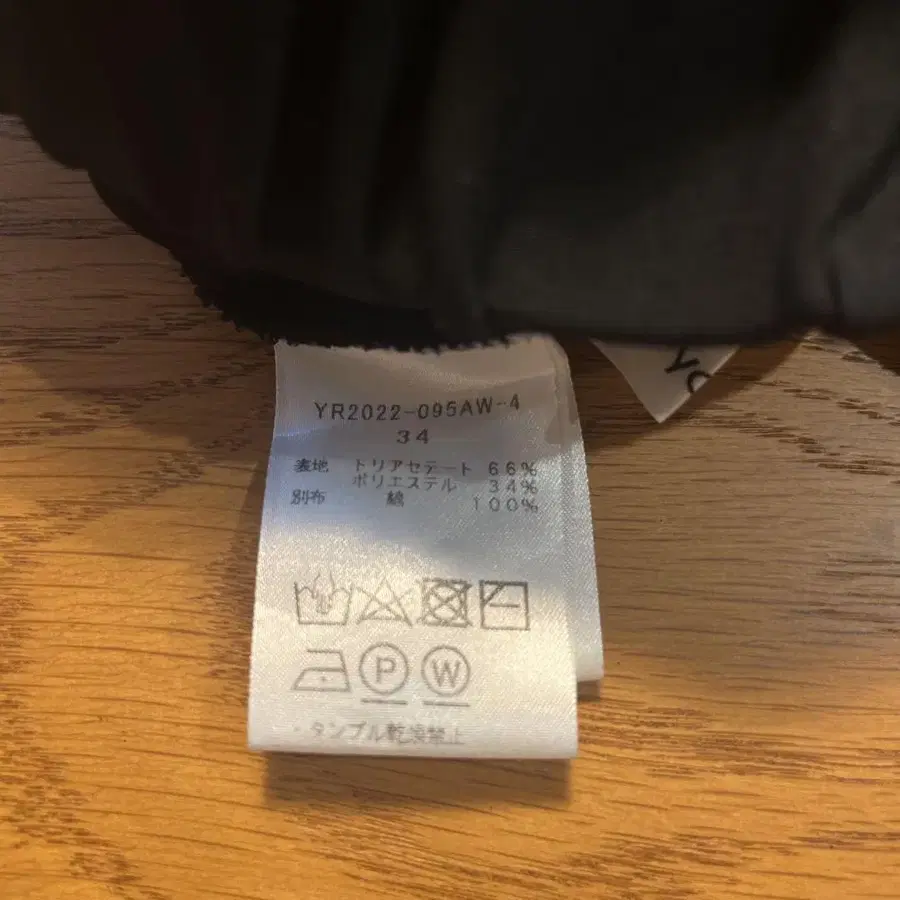 YR2022-095AW-4
34
表地 トリアセテート 66%
ポリエステル 34%
別布 綿 100%
P W
・タンブル乾燥禁止